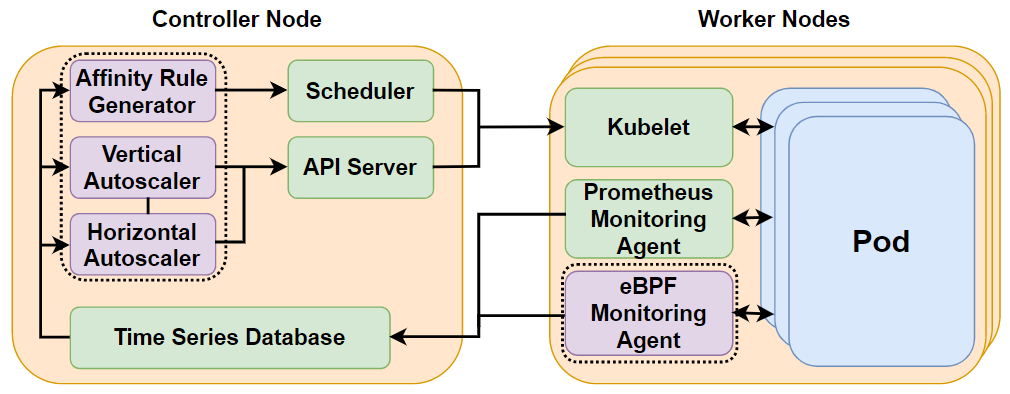 Controller Node
Worker Nodes
Affinity Rule
Generator
Scheduler
Vertical
Autoscaler
API Server
Horizontal
Autoscaler
Time Series Database
Kubelet
Prometheus
Monitoring
Agent
eBPF
Monitoring
Agent
Pod